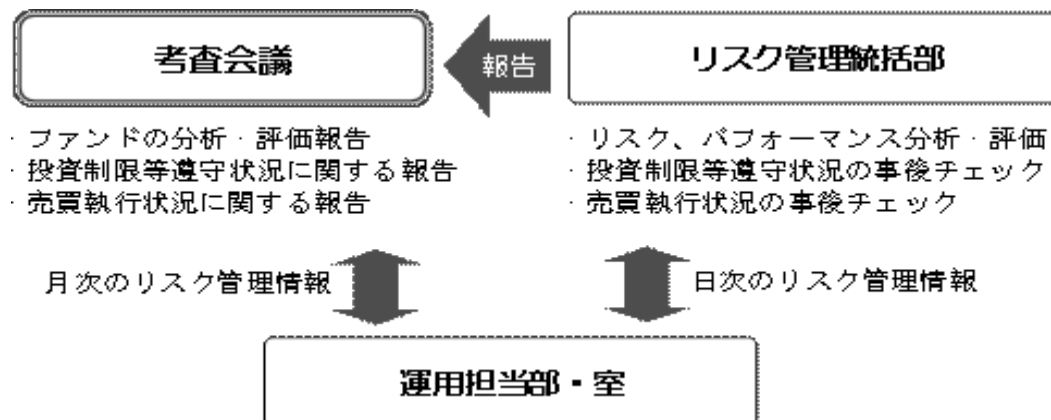 考査会議
報告
リスク管理統括部
・ファンドの分析・評価報告
・投資制限等遵守状況に関する報告
・売買執行状況に関する報告
・リスク、パフォーマンス分析・評価
・投資制限等遵守状況の事後チェック
・売買執行状況の事後チェック
月次のリスク管理情報
日次のリスク管理情報
運用担当部・室